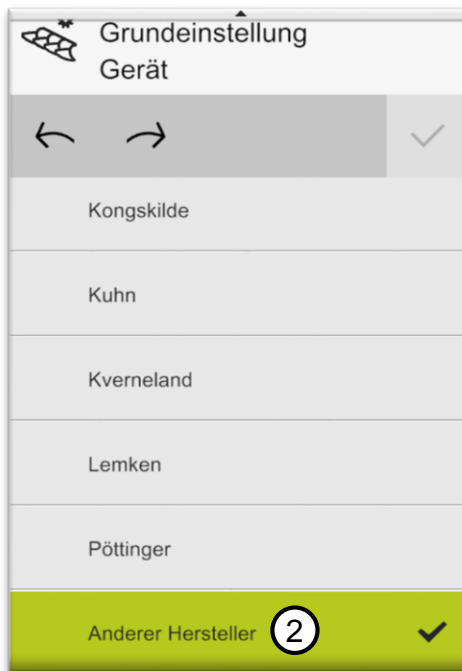 Grundeinstellung
Gerät
Kongskilde
Kuhn
Kverneland
Lemken
Pöttinger
Anderer Hersteller 2